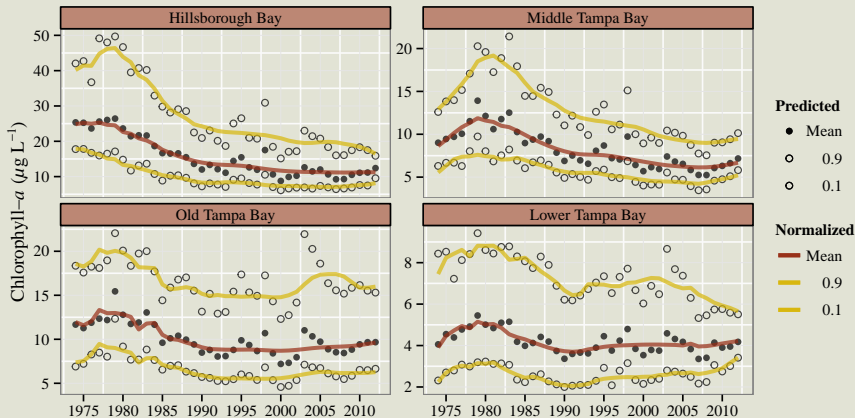 Hillsborough Bay
Middle Tampa Bay
50
40
30
20
10
20
15
10
5
Chlorophyll−a (µg L−1)
Old Tampa Bay
Lower Tampa Bay
20
15
10
5
8
6
4
2
1975 1980 1985 1990 1995 2000 2005 2010
1975 1980 1985 1990 1995 2000 2005 2010
Predicted
Mean
0.9
0.1
Normalized
Mean
0.9
0.1